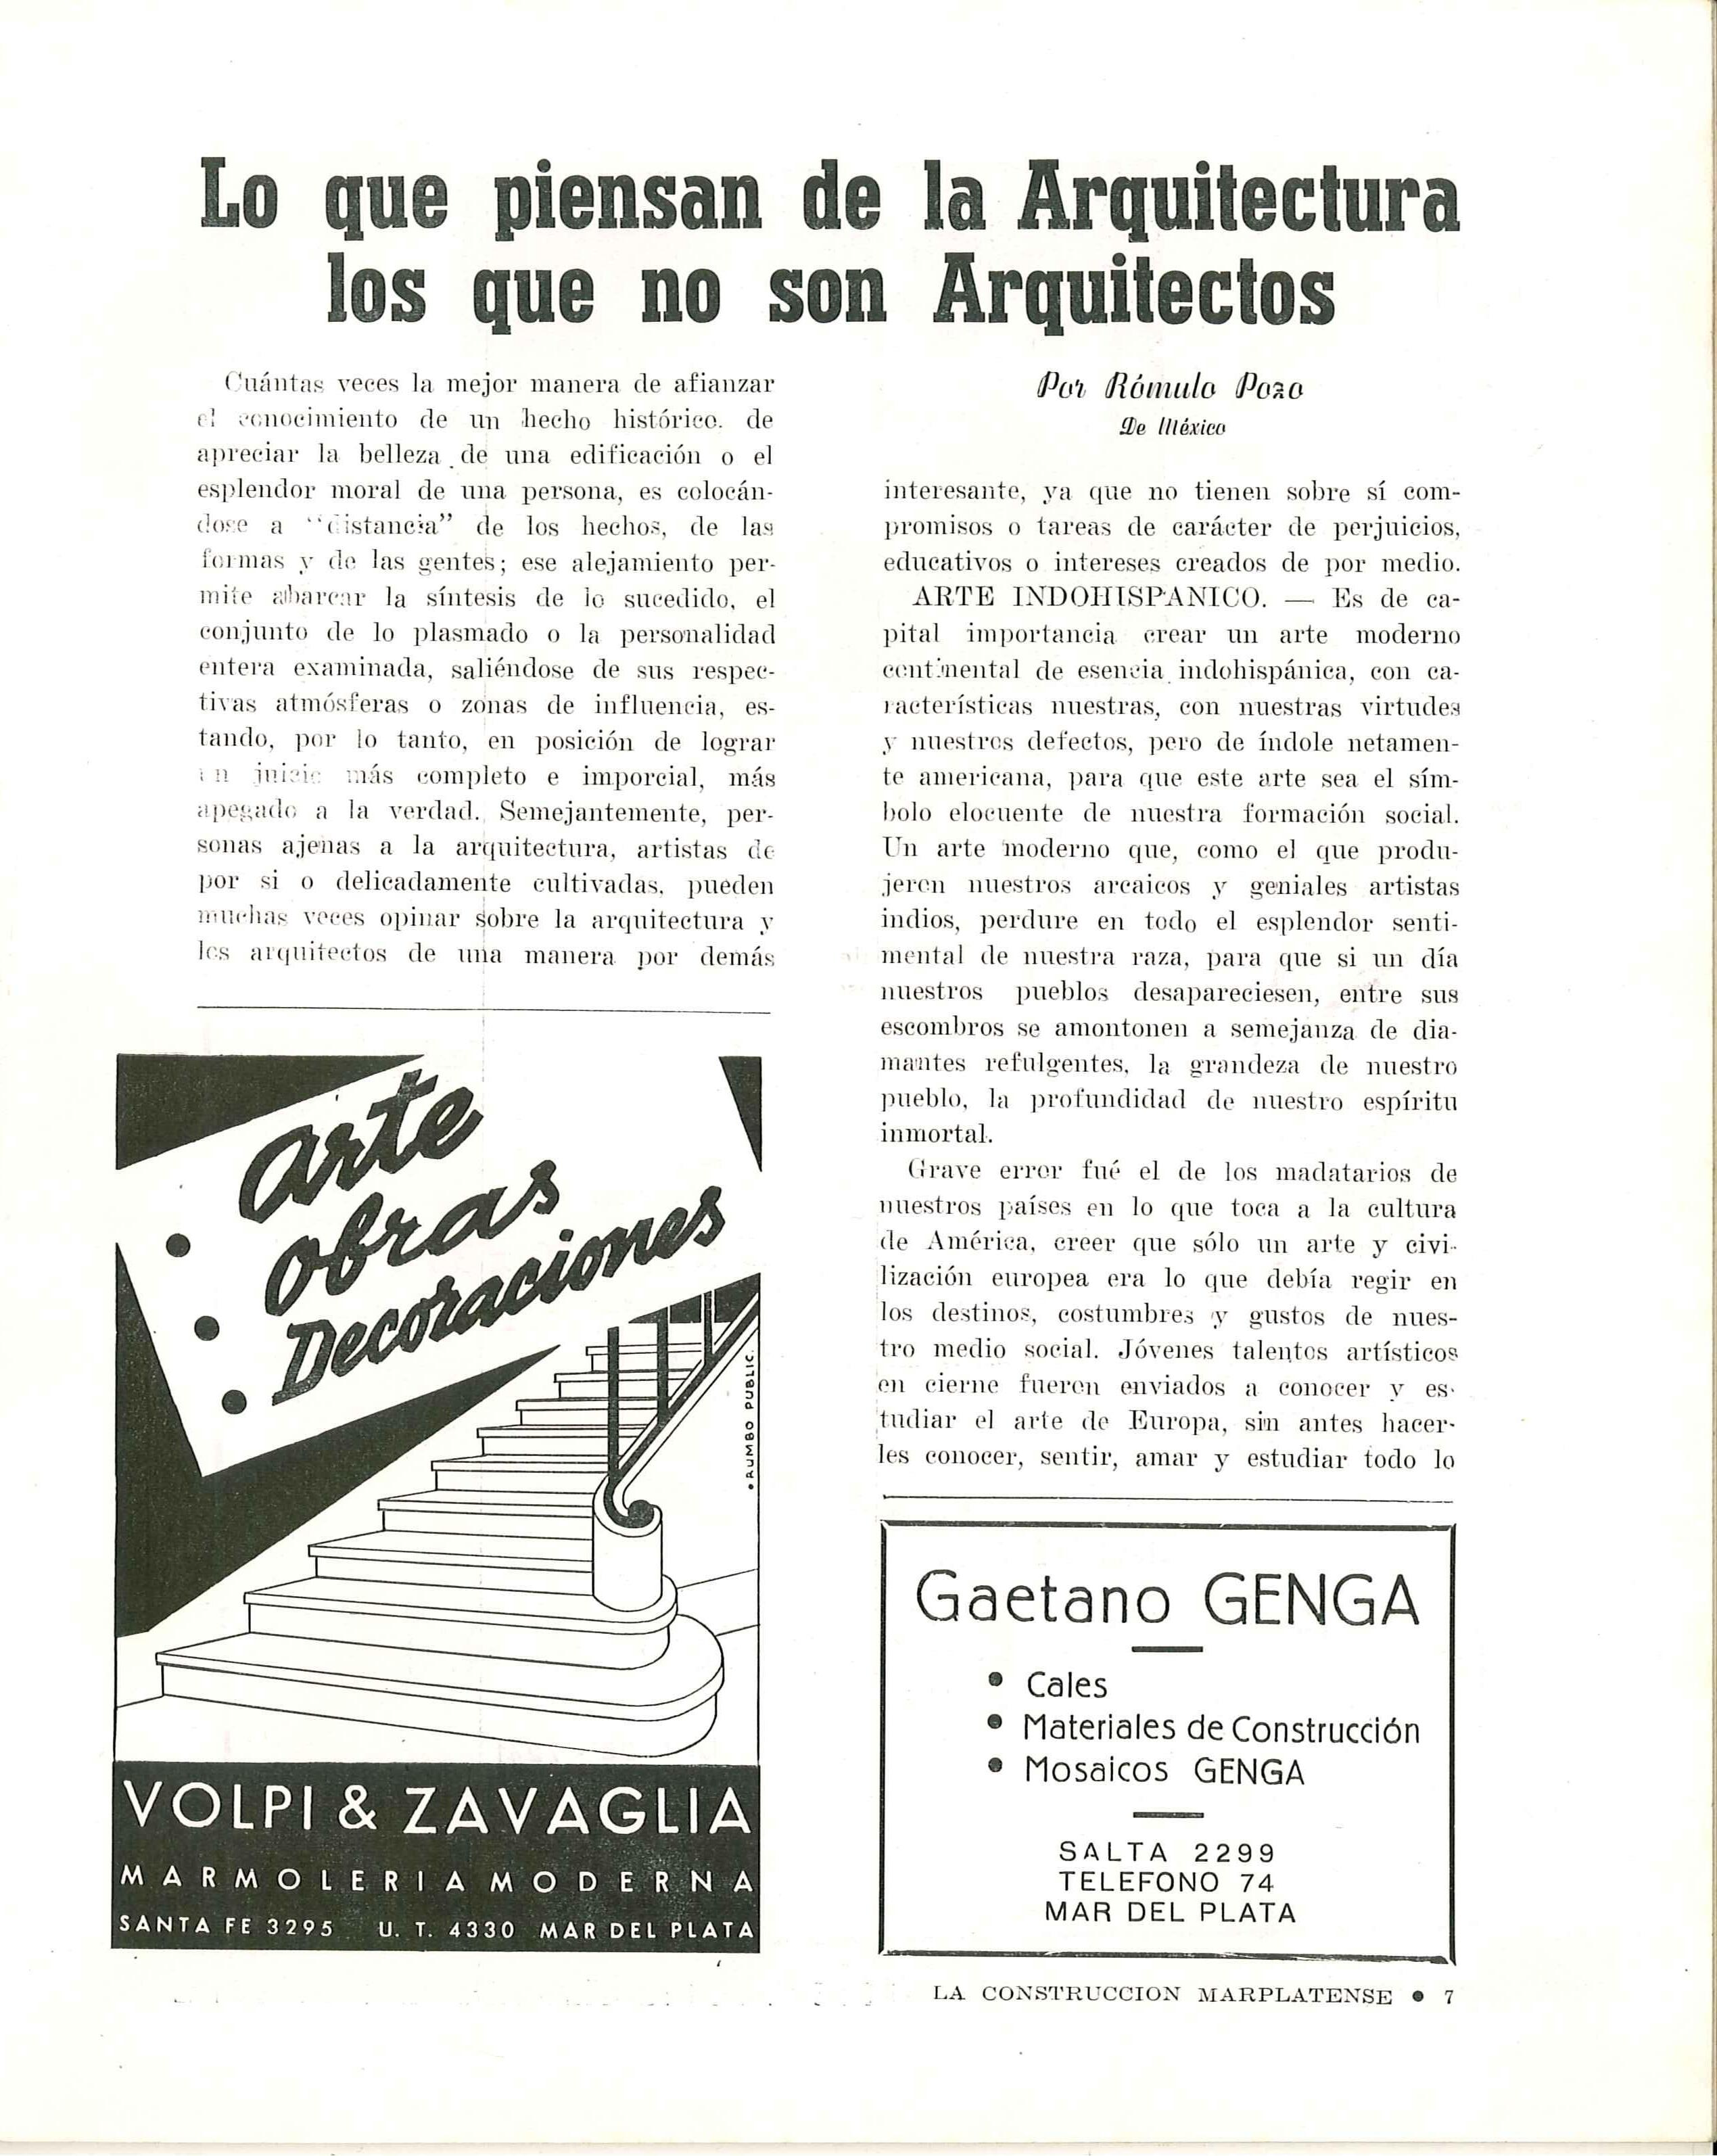 Lo que piensan de la Arquitectura
los que no son Arquitectos
Cuántas veces la mejor manera de afianzar
el conocimiento de un hecho histórico. de
apreciar la belleza de una edificación o el
esplendor moral de una persona, es colocán-
dose a “distancia” de los hechos, de las
formas y de las gentes; ese alejamiento per-
mite abarcar la síntesis de lo sucedido, el
conjunto de lo plasmado o la personalidad
entera examinada, saliéndose de sus respec-
tivas atmósferas o zonas de influencia, es-
tando, por lo tanto, en posición de lograr
un juicio más completo e imporcial, más
apegado a la verdad. Semejantemente, per-
sonas ajenas a la arquitectura, artistas de
por si o delicadamente cultivadas, pueden
muchas veces opinar sobre la arquitectura y
los arquitectos de una manera por demás
Por Rómulo Pozo
De México
interesante, ya que no tienen sobre sí com-
promisos o tareas de carácter de perjuicios,
educativos o intereses creados de por medio.
ARTE INDOHISPANICO. — Es de ca-
pital importancia crear un arte moderno
continental de esencia indohispánica, con ca-
racterísticas nuestras, con nuestras virtudes
y nuestros defectos, pero de índole netamen-
te americana, para que este arte sea el sím-
bolo elocuente de nuestra formación social.
Un arte moderno que, como el que produ-
jeron nuestros arcaicos y geniales artistas
indios, perdure en todo el esplendor senti-
mental de nuestra raza, para que si un día
nuestros pueblos desapareciesen, entre sus
escombros se amontonen a semejanza de dia-
mantes refulgentes, la grandeza de nuestro
pueblo, la profundidad de nuestro espíritu
inmortal.
Grave error fué el de los madatarios de
nuestros países en lo que toca a la cultura
de América, creer que sólo un arte y civi-
lización europea era lo que debía regir en
los destinos, costumbres y gustos de nues-
tro medio social. Jóvenes talentos artísticos
en cierne fueron enviados a conocer y es-
tudiar el arte de Europa, sin antes hacer-
les conocer, sentir, amar y estudiar todo lo
• Arte
• obras
• Decoraciones
• RUMBO PUBLIC.
VOLPI & ZAVAGLIA
MARMOLERIA MODERNA
SANTA FE 3295 U. T. 4330 MAR DEL PLATA
Gaetano GENGA
• Cales
• Materiales de Construcción
• Mosaicos GENGA
SALTA 2299
TELEFONO 74
MAR DEL PLATA
LA CONSTRUCCION MARPLATENSE • 7